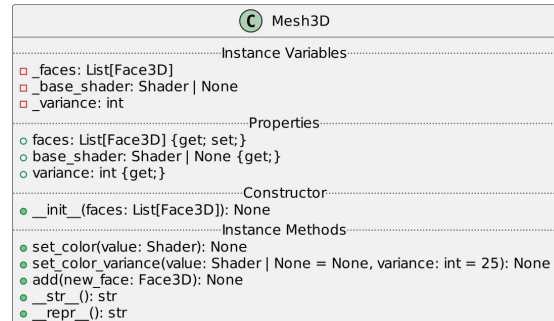 C Mesh3D
Instance Variables
_faces: List[Face3D]
_base_shader: Shader | None
_variance: int
Properties
faces: List[Face3D] {get; set;}
base_shader: Shader | None {get;}
variance: int {get;}
Constructor
__init__(faces: List[Face3D]): None
Instance Methods
set_color(value: Shader): None
set_color_variance(value: Shader | None = None, variance: int = 25): None
add(new_face: Face3D): None
__str__(): str
__repr__(): str